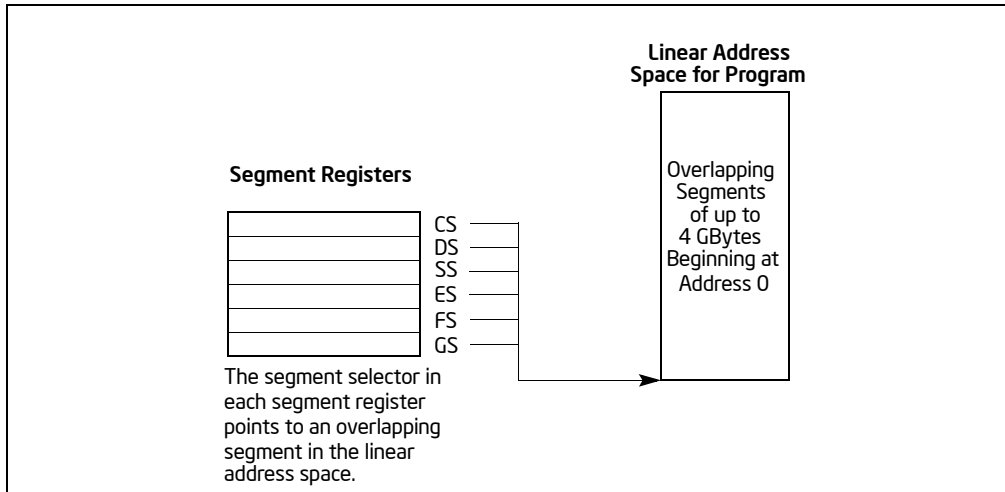 Linear Address
Space for Program
Overlapping
Segments
of up to
4 GBytes
Beginning at
Address 0
Segment Registers
CS
DS
SS
ES
FS
GS
The segment selector in
each segment register
points to an overlapping
segment in the linear
address space.